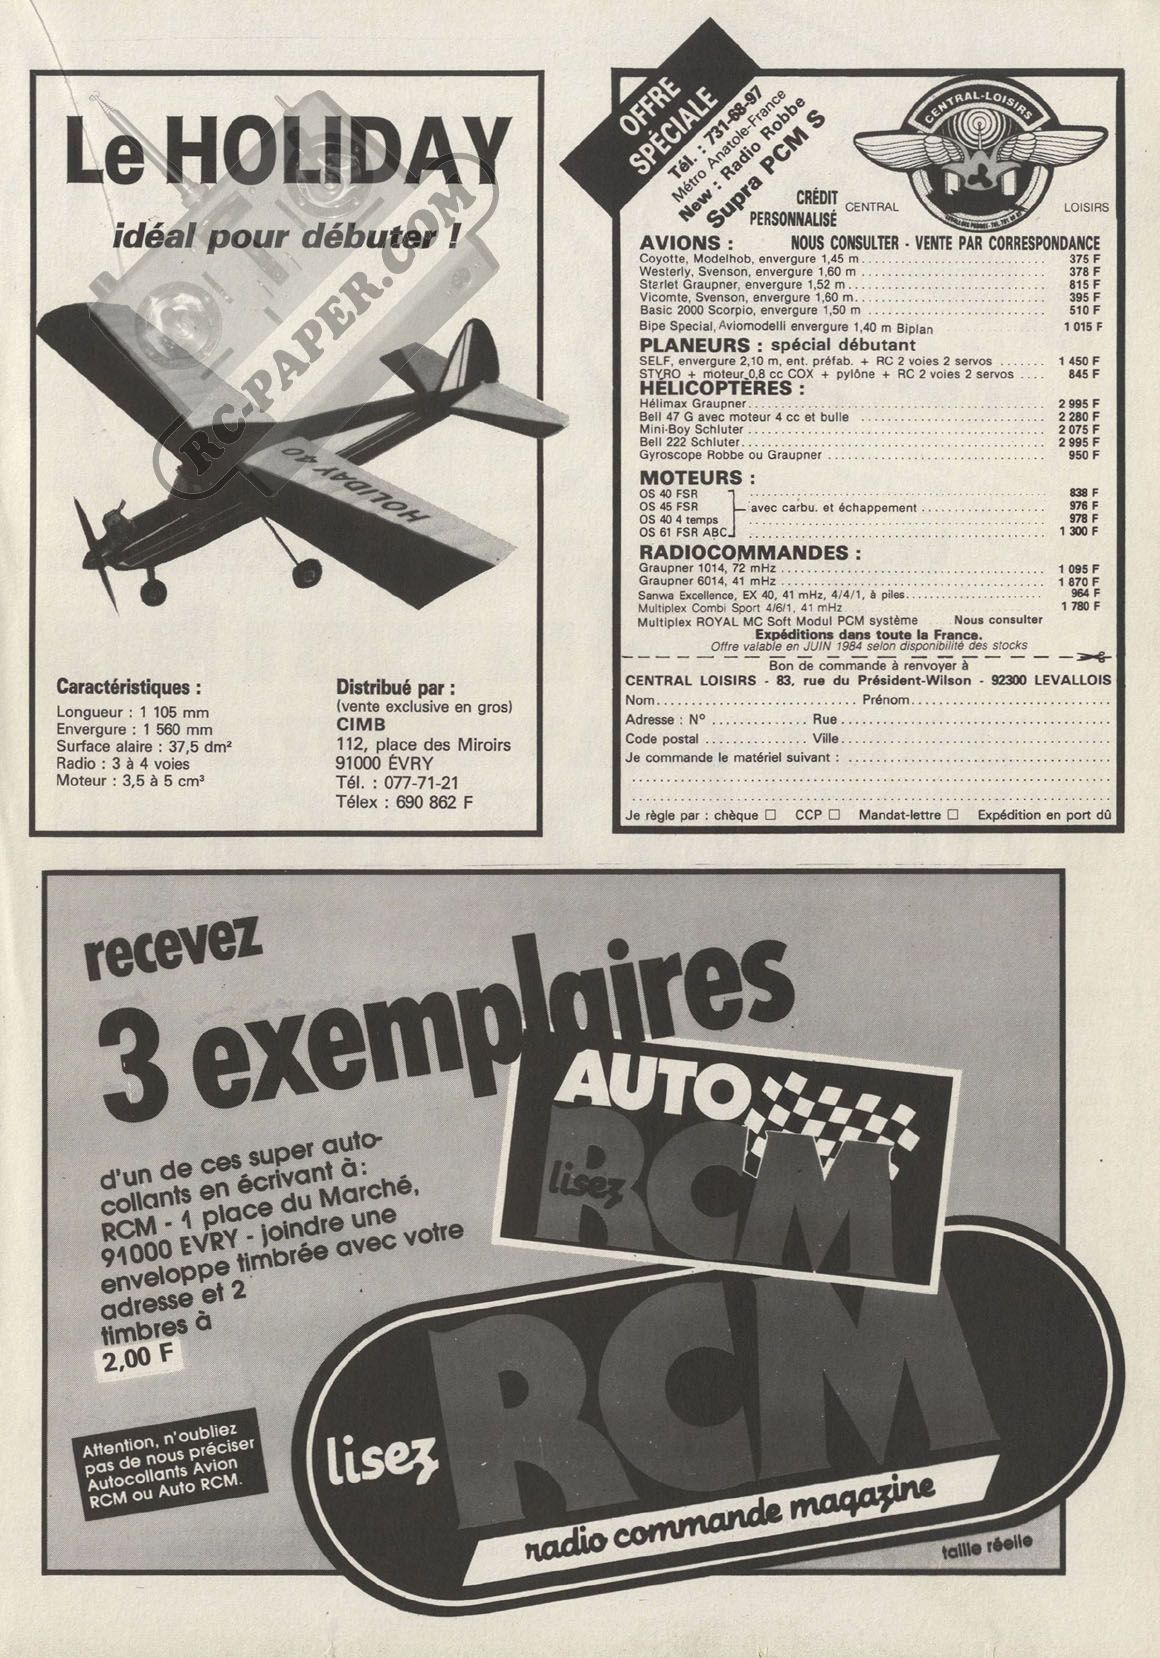 Le HOLIDAY
idéal pour débuter !
HOLIDAY 40
RC-PAPER.COM
Caractéristiques :
Longueur : 1 105 mm
Envergure : 1 560 mm
Surface alaire : 37,5 dm²
Radio : 3 à 4 voies
Moteur : 3,5 à 5 cm³
Distribué par :
(vente exclusive en gros)
CIMB
112, place des Miroirs
91000 ÉVRY
Tél. : 077-71-21
Télex : 690 862 F
OFFRE
SPÉCIALE
Tél. : 731-68-97
Métro Anatole-France
New : Radio Robbe
Supra PCM S
CENTRAL-LOISIRS
CRÉDIT
PERSONNALISÉ
CENTRAL LOISIRS
AVIONS : NOUS CONSULTER - VENTE PAR CORRESPONDANCE
Coyotte, Modelhob, envergure 1,45 m 375 F
Westerly, Svenson, envergure 1,60 m 378 F
Starlet Graupner, envergure 1,52 m 815 F
Vicomte, Svenson, envergure 1,60 m. 395 F
Basic 2000 Scorpio, envergure 1,50 m 510 F
Bipe Special, Aviomodelli envergure 1,40 m Biplan 1 015 F
PLANEURS : spécial débutant
SELF, envergure 2,10 m, ent. préfab. + RC 2 voies 2 servos 1 450 F
STYRO + moteur 0,8 cc COX + pylône + RC 2 voies 2 servos 845 F
HÉLICOPTÈRES :
Hélimax Graupner 2 995 F
Bell 47 G avec moteur 4 cc et bulle 2 280 F
Mini-Boy Schluter 2 075 F
Bell 222 Schluter 2 995 F
Gyroscope Robbe ou Graupner 950 F
MOTEURS :
OS 40 FSR 838 F
OS 45 FSR avec carbu. et échappement 976 F
OS 40 4 temps 978 F
OS 61 FSR ABC 1 300 F
RADIOCOMMANDES :
Graupner 1014, 72 mHz 1 095 F
Graupner 6014, 41 mHz 1 870 F
Sanwa Excellence, EX 40, 41 mHz, 4/4/1, à piles 964 F
Multiplex Combi Sport 4/6/1, 41 mHz 1 780 F
Multiplex ROYAL MC Soft Modul PCM système Nous consulter
Expéditions dans toute la France.
Offre valable en JUIN 1984 selon disponibilité des stocks
Bon de commande à renvoyer à
CENTRAL LOISIRS - 83, rue du Président-Wilson - 92300 LEVALLOIS
Nom Prénom
Adresse : N° Rue
Code postal Ville
Je commande le matériel suivant :
Je règle par : chèque □ CCP □ Mandat-lettre □ Expédition en port dû
recevez
3 exemplaires
d'un de ces super auto-
collants en écrivant à:
RCM - 1 place du Marché,
91000 EVRY - joindre une
enveloppe timbrée avec votre
adresse et 2
timbres à
2,00 F
Attention, n'oubliez
pas de nous préciser
Autocollants Avion
RCM ou Auto RCM.
AUTO
lisez
RCM
lisez
RCM
radio commande magazine
taille réelle